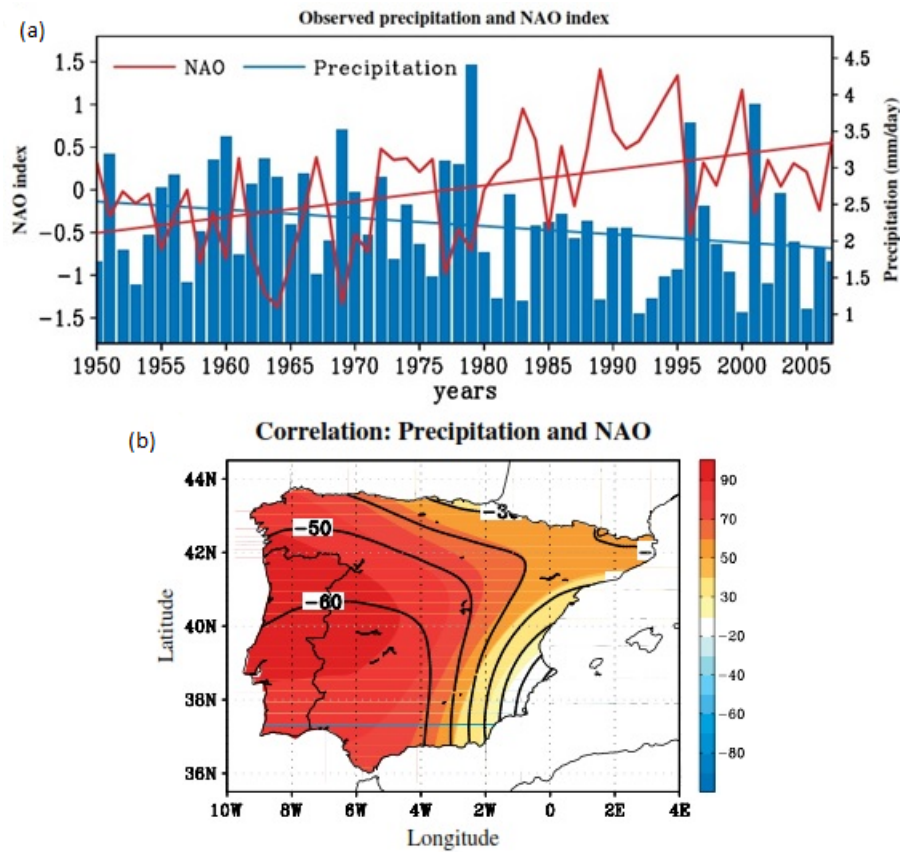 (a)
Observed precipitation and NAO index
NAO Precipitation
NAO index
1.5
1
0.5
0
-0.5
-1
-1.5
4.5
4
3.5
3
2.5
2
1.5
1
Precipitation (mm/day)
1950 1955 1960 1965 1970 1975 1980 1985 1990 1995 2000 2005
years
(b)
Correlation: Precipitation and NAO
Latitude
44N
42N
40N
38N
36N
-50
-60
-3
90
70
50
30
-20
-40
-60
-80
10W 8W 6W 4W 2W 0 2E 4E
Longitude